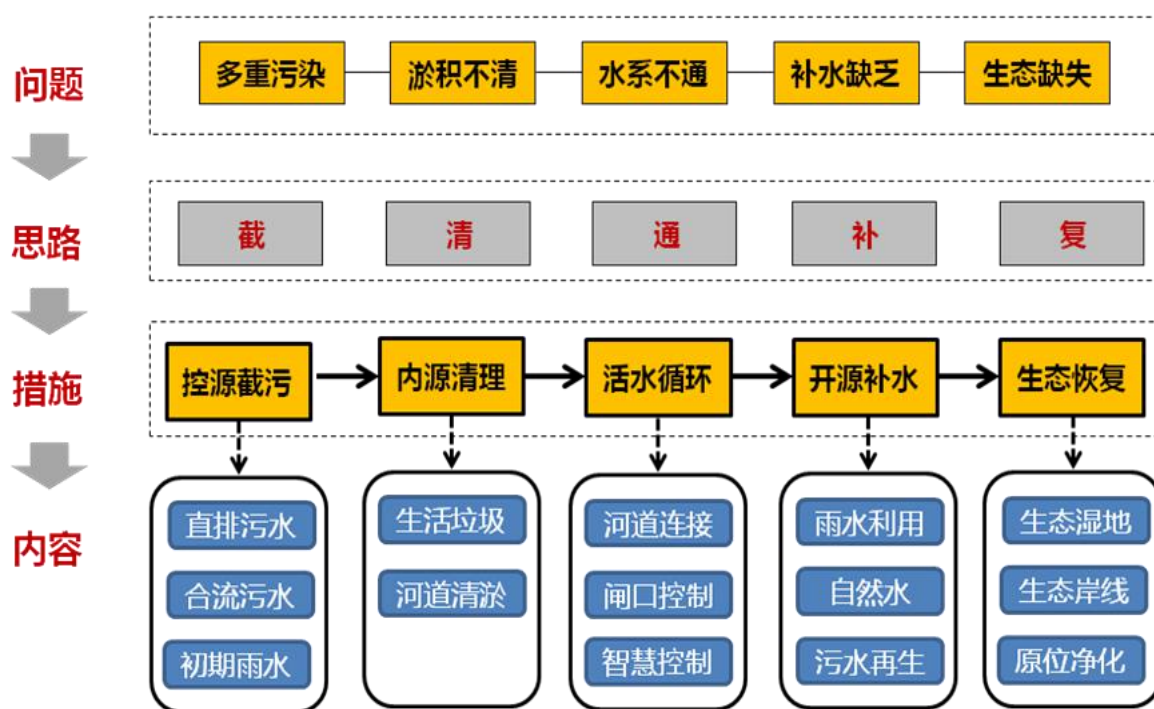 问题
多重污染 淤积不清 水系不通 补水缺乏 生态缺失
思路
截 清 通 补 复
措施
控源截污 内源清理 活水循环 开源补水 生态恢复
内容
直排污水 生活垃圾 河道连接 雨水利用 生态湿地
合流污水 河道清淤 闸口控制 自然水 生态岸线
初期雨水 智慧控制 污水再生 原位净化